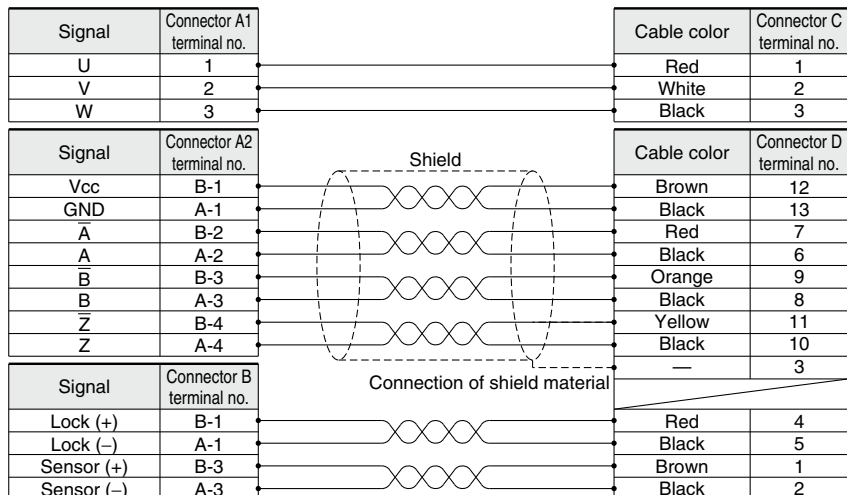 Signal Connector A1 terminal no. Cable color Connector C terminal no.
U 1 Red 1
V 2 White 2
W 3 Black 3
Signal Connector A2 terminal no. Shield Cable color Connector D terminal no.
Vcc B-1 Brown 12
GND A-1 Black 13
A̅ B-2 Red 7
A A-2 Black 6
B̅ B-3 Orange 9
B A-3 Black 8
Z̅ B-4 Yellow 11
Z A-4 Black 10
— 3
Signal Connector B terminal no. Connection of shield material
Lock (+) B-1 Red 4
Lock (−) A-1 Black 5
Sensor (+) B-3 Brown 1
Sensor (−) A-3 Black 2